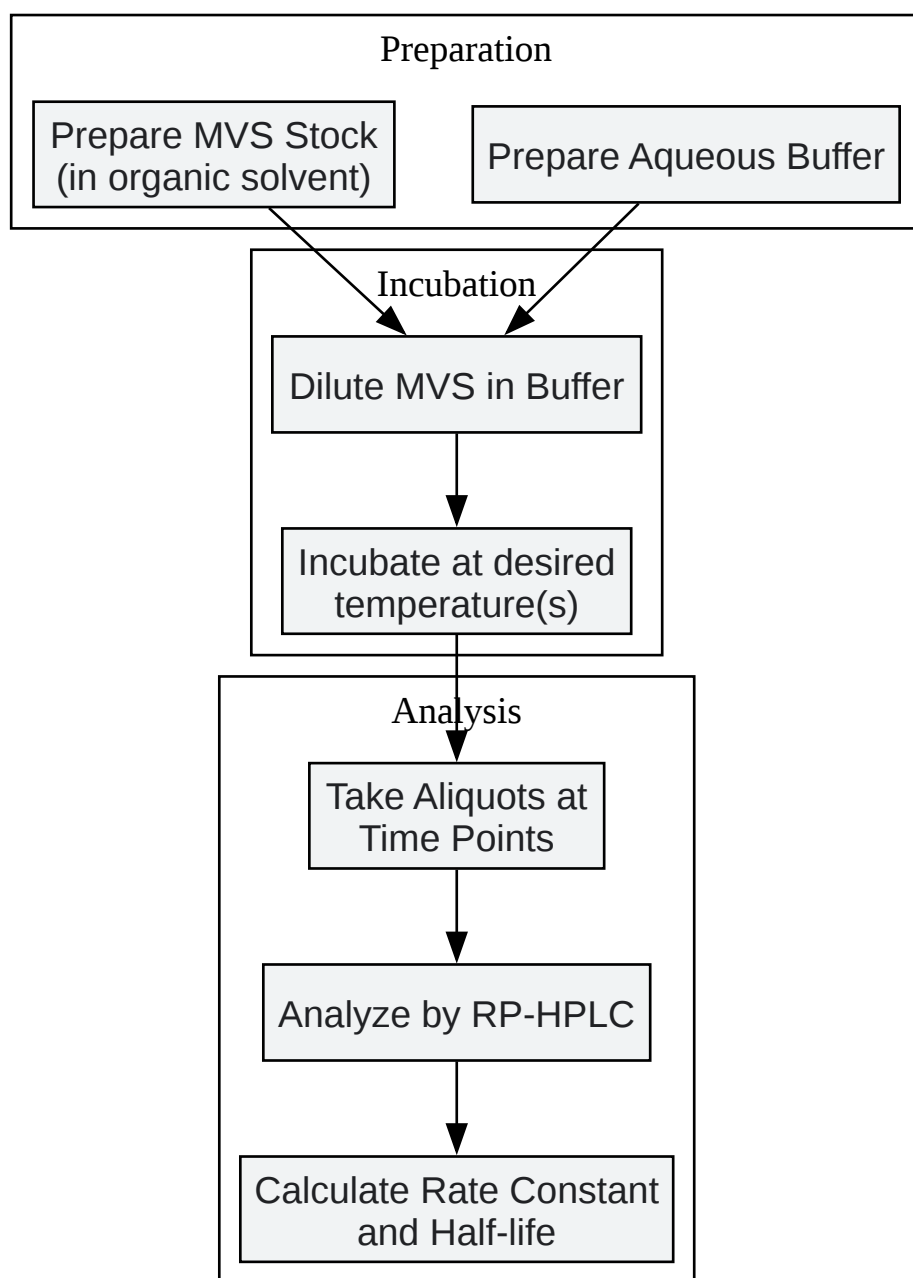 Preparation
Prepare MVS Stock
(in organic solvent)
Prepare Aqueous Buffer
Incubation
Dilute MVS in Buffer
Incubate at desired
temperature(s)
Analysis
Take Aliquots at
Time Points
Analyze by RP-HPLC
Calculate Rate Constant
and Half-life